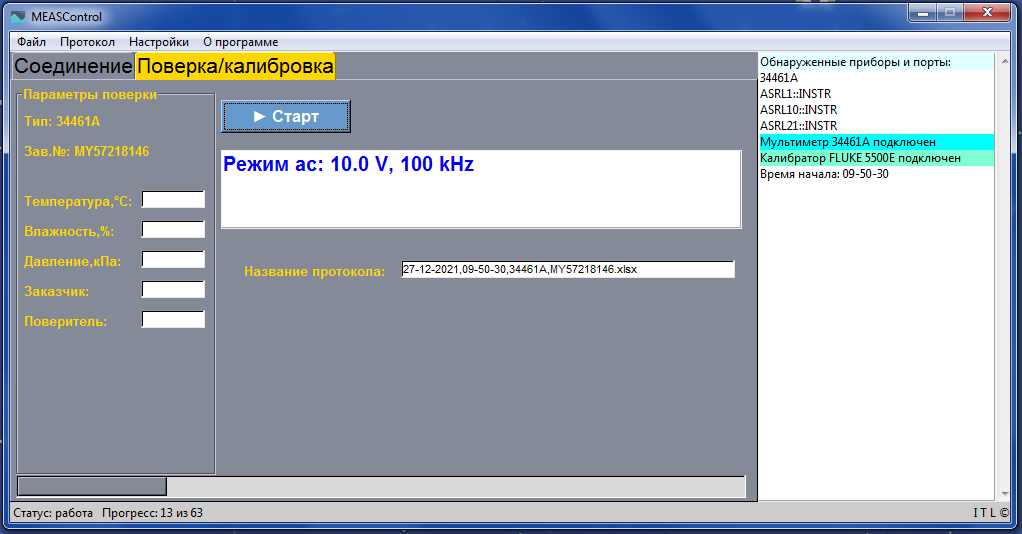 MEASControl
Файл Протокол Настройки О программе
Соединение Поверка/калибровка
Параметры поверки
Тип: 34461A
Зав.№: MY57218146
Температура,°С:
Влажность,%:
Давление,кПа:
Заказчик:
Поверитель:
► Старт
Режим ac: 10.0 V, 100 kHz
Название протокола: 27-12-2021,09-50-30,34461A,MY57218146.xlsx
Обнаруженные приборы и порты:
34461A
ASRL1::INSTR
ASRL10::INSTR
ASRL21::INSTR
Мультиметр 34461A подключен
Калибратор FLUKE 5500E подключен
Время начала: 09-50-30
Статус: работа Прогресс: 13 из 63 I T L ©